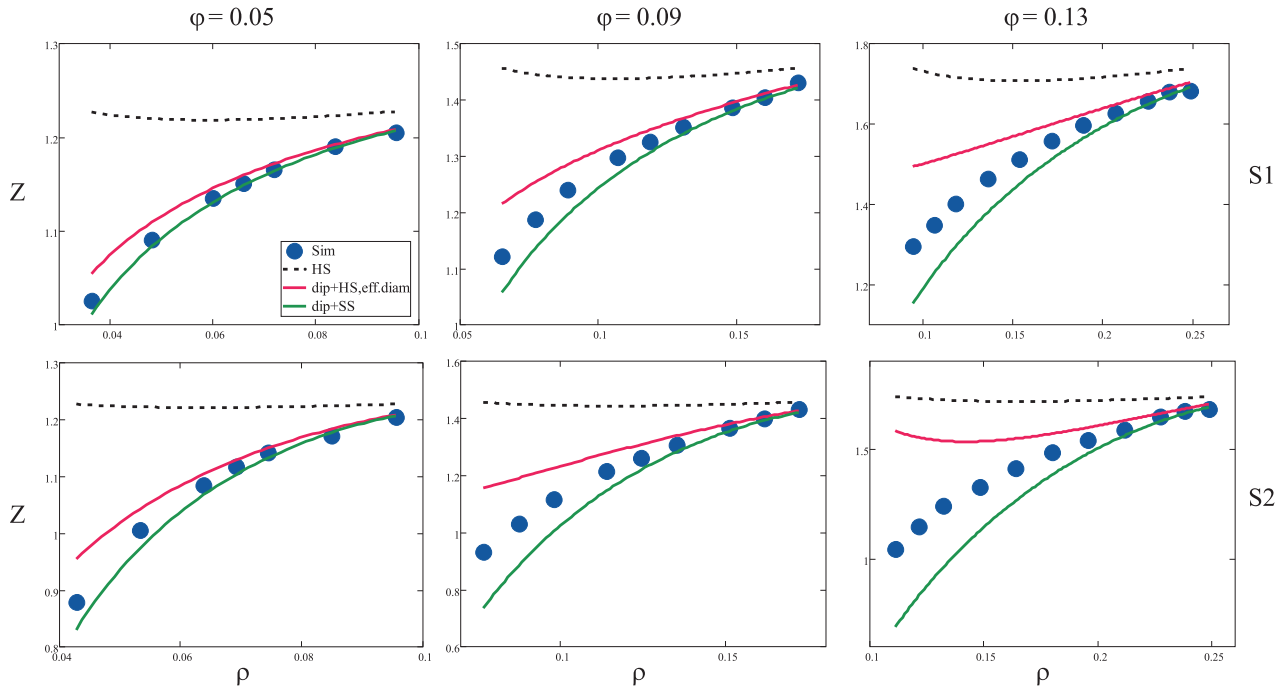 φ = 0.05 φ = 0.09 φ = 0.13
1.3
1.2
1.1
1
0.04 0.06 0.08 0.1
Z
Sim
HS
dip+HS,eff.diam
dip+SS
1.5
1.4
1.3
1.2
1.1
1
0.05 0.1 0.15
1.8
1.6
1.4
1.2
0.1 0.15 0.2 0.25
S1
1.3
1.2
1.1
1
0.9
0.8
0.04 0.06 0.08 0.1
Z
ρ
1.6
1.4
1.2
1
0.8
0.6
0.1 0.15
ρ
1.5
1
0.1 0.15 0.2 0.25
ρ
S2